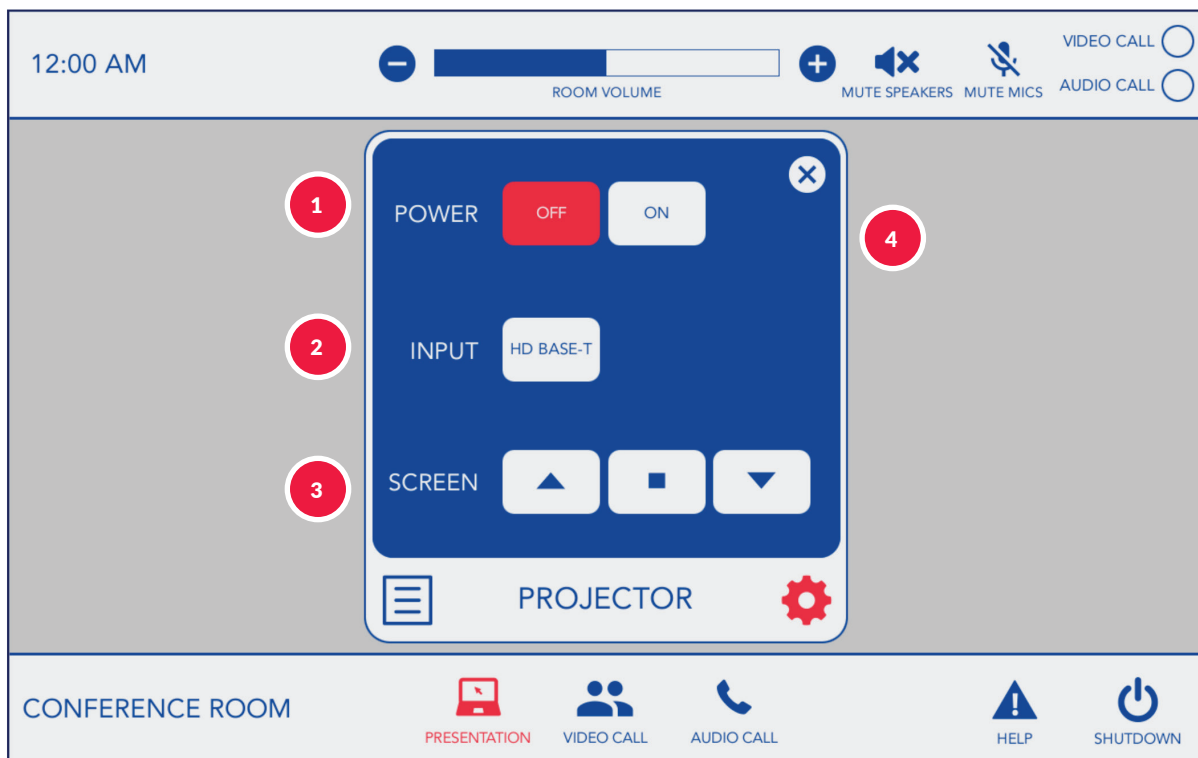 12:00 AM
ROOM VOLUME
MUTE SPEAKERS
MUTE MICS
VIDEO CALL
AUDIO CALL
1
POWER
OFF
ON
4
2
INPUT
HD BASE-T
3
SCREEN
PROJECTOR
CONFERENCE ROOM
PRESENTATION
VIDEO CALL
AUDIO CALL
HELP
SHUTDOWN